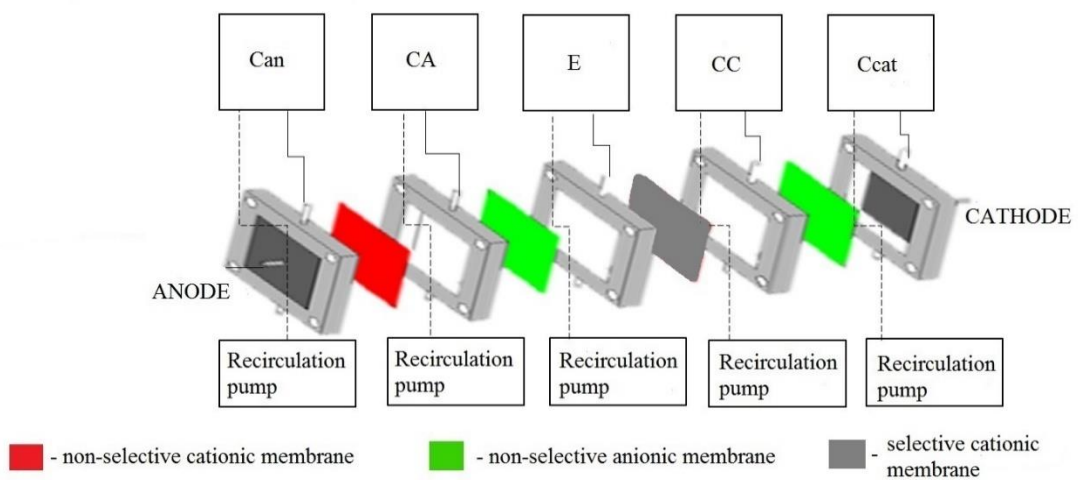 Can
CA
E
CC
Ccat
CATHODE
ANODE
Recirculation
pump
Recirculation
pump
Recirculation
pump
Recirculation
pump
Recirculation
pump
- non-selective cationic membrane
- non-selective anionic membrane
- selective cationic
membrane